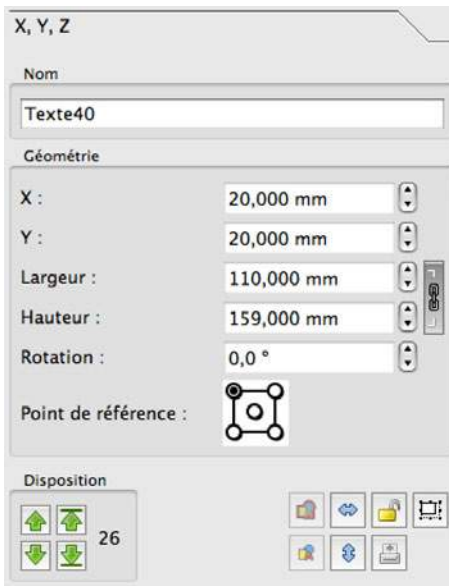 X, Y, Z
Nom
Texte40
Géométrie
X : 20,000 mm
Y : 20,000 mm
Largeur : 110,000 mm
Hauteur : 159,000 mm
Rotation : 0,0 °
Point de référence :
Disposition
26